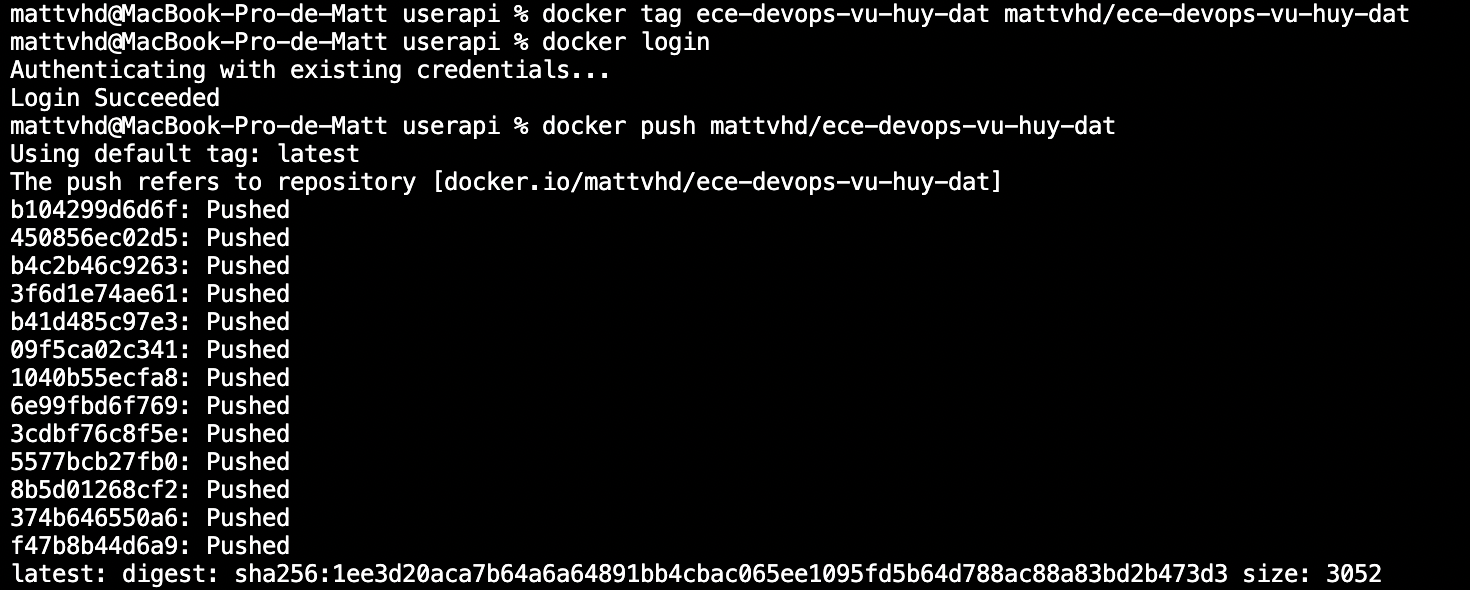 mattvhd@MacBook-Pro-de-Matt userapi % docker tag ece-devops-vu-huy-dat mattvhd/ece-devops-vu-huy-dat
mattvhd@MacBook-Pro-de-Matt userapi % docker login
Authenticating with existing credentials...
Login Succeeded
mattvhd@MacBook-Pro-de-Matt userapi % docker push mattvhd/ece-devops-vu-huy-dat
Using default tag: latest
The push refers to repository [docker.io/mattvhd/ece-devops-vu-huy-dat]
b104299d6d6f: Pushed
450856ec02d5: Pushed
b4c2b46c9263: Pushed
3f6d1e74ae61: Pushed
b41d485c97e3: Pushed
09f5ca02c341: Pushed
1040b55ecfa8: Pushed
6e99fbd6f769: Pushed
3cdbf76c8f5e: Pushed
5577bcb27fb0: Pushed
8b5d01268cf2: Pushed
374b646550a6: Pushed
f47b8b44d6a9: Pushed
latest: digest: sha256:1ee3d20aca7b64a6a64891bb4cbac065ee1095fd5b64d788ac88a83bd2b473d3 size: 3052